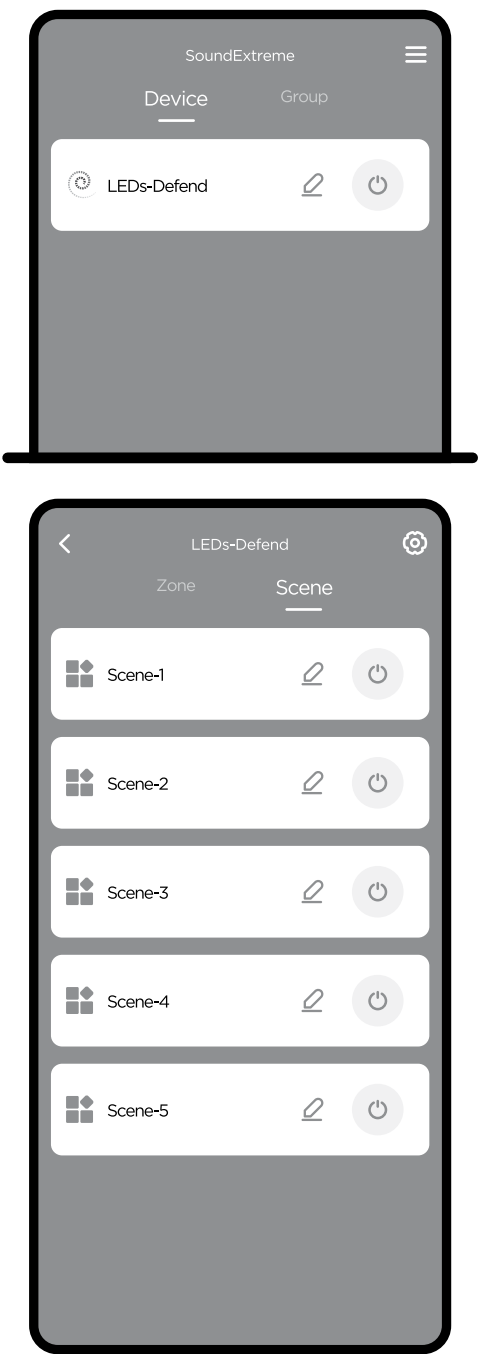 SoundExtreme
Device Group
LEDs-Defend
LEDs-Defend
Zone Scene
Scene-1
Scene-2
Scene-3
Scene-4
Scene-5